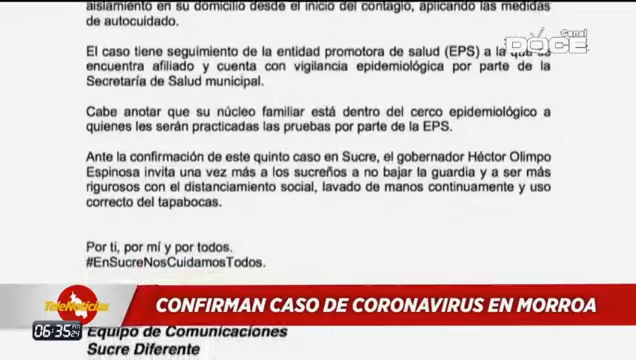 aislamiento en su domicilio desde el inicio del contagio, aplicando las medidas
de autocuidado.
Canal
DOCE
El caso tiene seguimiento de la entidad promotora de salud (EPS) a la que se
encuentra afiliado y cuenta con vigilancia epidemiológica por parte de la
Secretaría de Salud municipal.
Cabe anotar que su núcleo familiar está dentro del cerco epidemiológico a
quienes les serán practicadas las pruebas por parte de la EPS.
Ante la confirmación de este quinto caso en Sucre, el gobernador Héctor Olimpo
Espinosa invita una vez más a los sucreños a no bajar la guardia y a ser más
rigurosos con el distanciamiento social, lavado de manos continuamente y uso
correcto del tapabocas.
Por ti, por mí y por todos.
#EnSucreNosCuidamosTodos.
TeleNoticias
CONFIRMAN CASO DE CORONAVIRUS EN MORROA
06:35 24
Equipo de Comunicaciones
Sucre Diferente